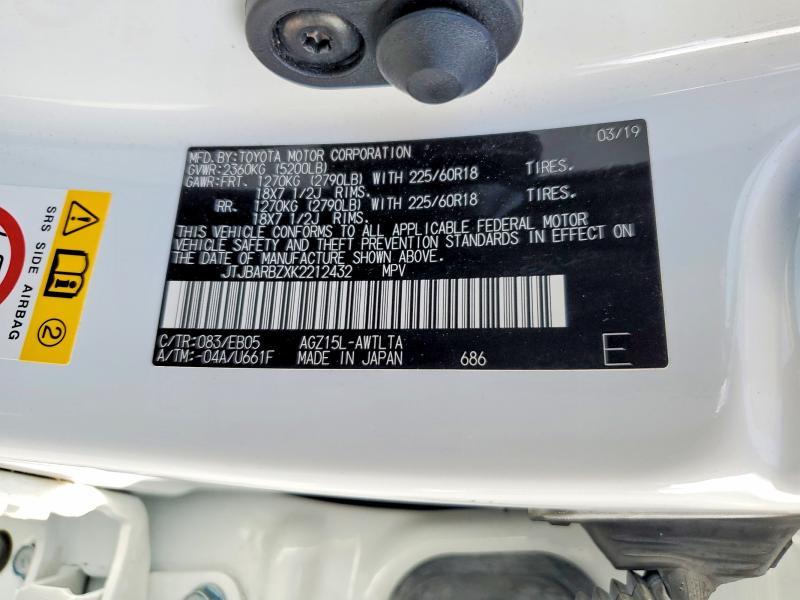 MFD.BY:TOYOTA MOTOR CORPORATION 03/19
GVWR:2360KG (5200LB)
GAWR:FRT. 1270KG (2790LB) WITH 225/60R18 TIRES.
18X7 1/2J RIMS.
RR. 1270KG (2790LB) WITH 225/60R18 TIRES.
18X7 1/2J RIMS.
THIS VEHICLE CONFORMS TO ALL APPLICABLE FEDERAL MOTOR
VEHICLE SAFETY AND THEFT PREVENTION STANDARDS IN EFFECT ON
THE DATE OF MANUFACTURE SHOWN ABOVE.
JTJBARBZXK2212432 MPV
C/TR:083/EB05 AGZ15L-AWTLTA
A/TM:-04A/U661F MADE IN JAPAN 686 E
SRS SIDE AIRBAG
2